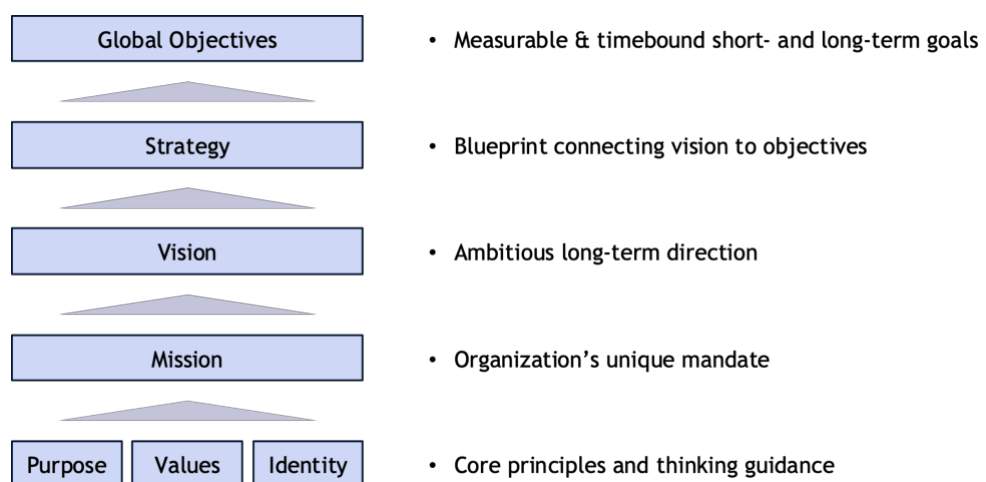 Global Objectives
• Measurable & timebound short- and long-term goals
Strategy
• Blueprint connecting vision to objectives
Vision
• Ambitious long-term direction
Mission
• Organization’s unique mandate
Purpose Values Identity
• Core principles and thinking guidance